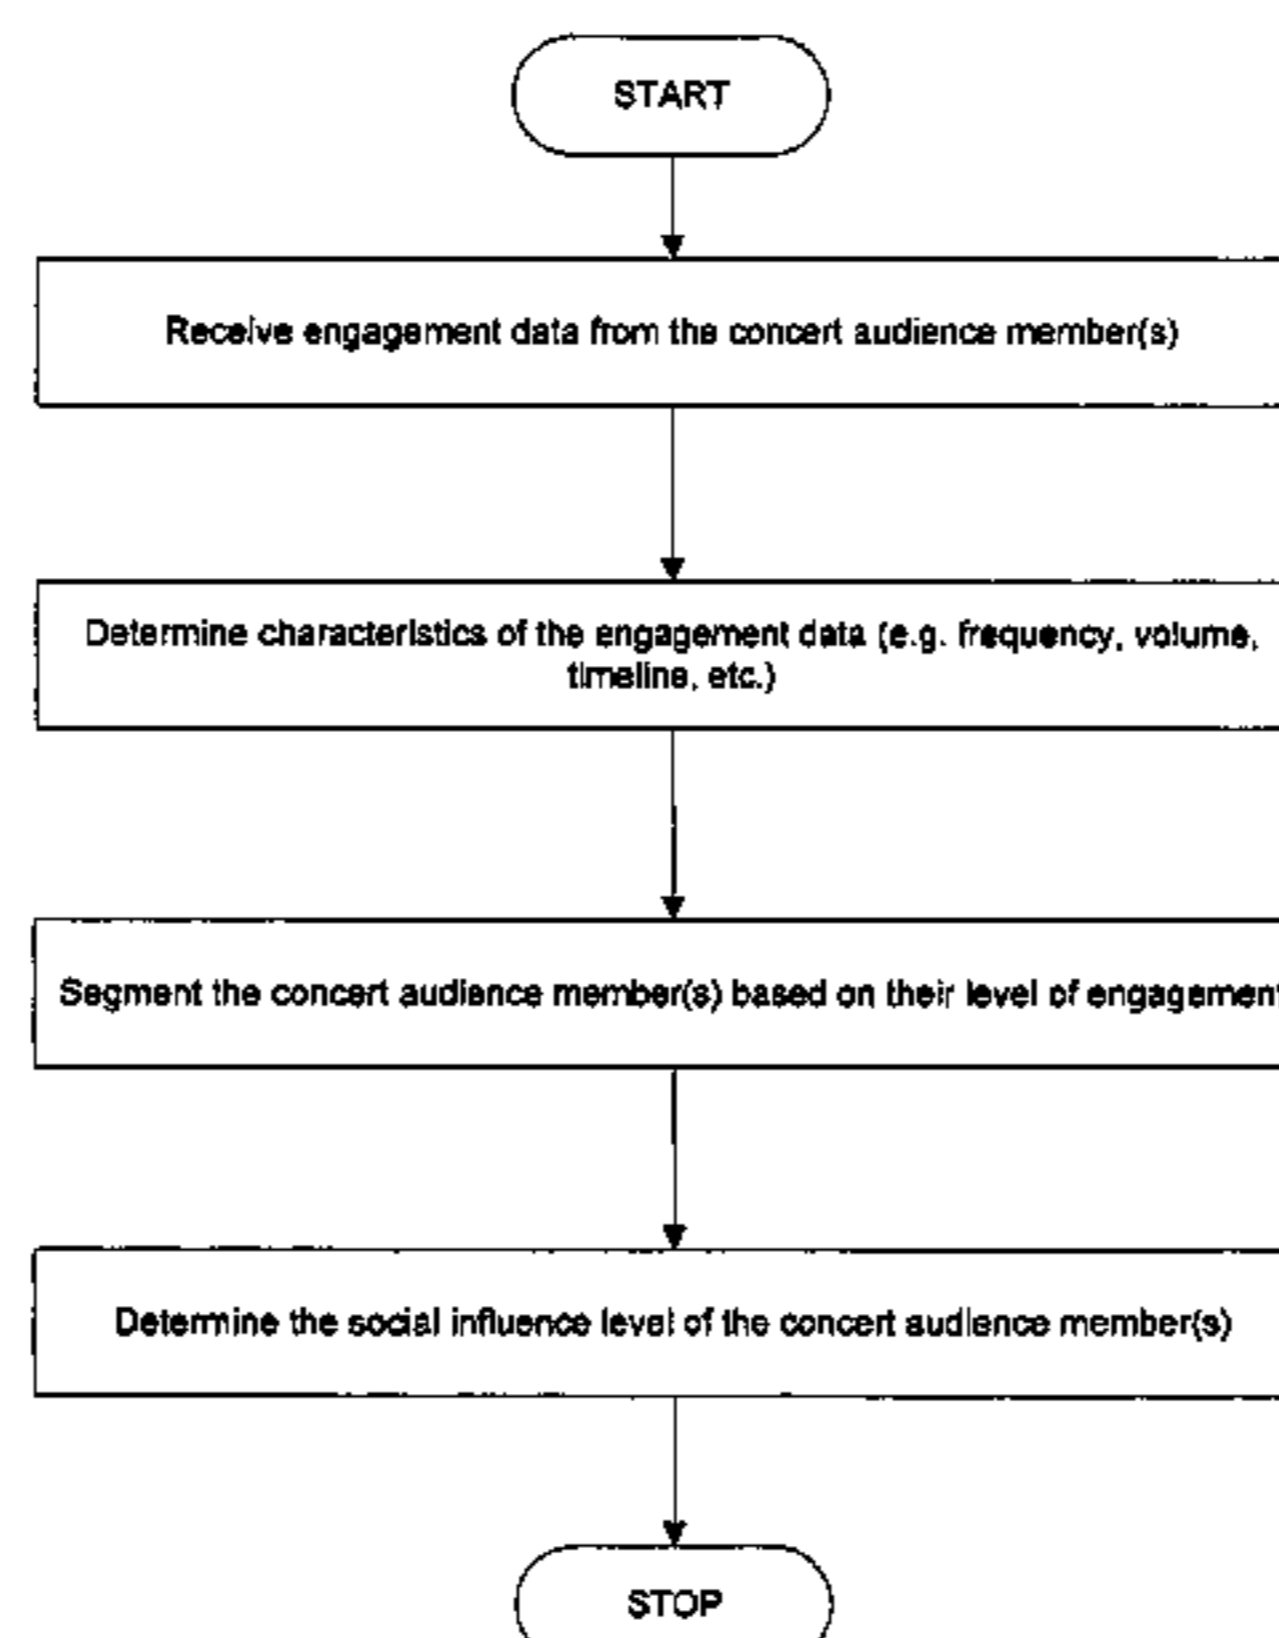 START
Receive engagement data from the concert audience member(s)
Determine characteristics of the engagement data (e.g. frequency, volume,
timeline, etc.)
Segment the concert audience member(s) based on their level of engagement
Determine the social influence level of the concert audience member(s)
STOP